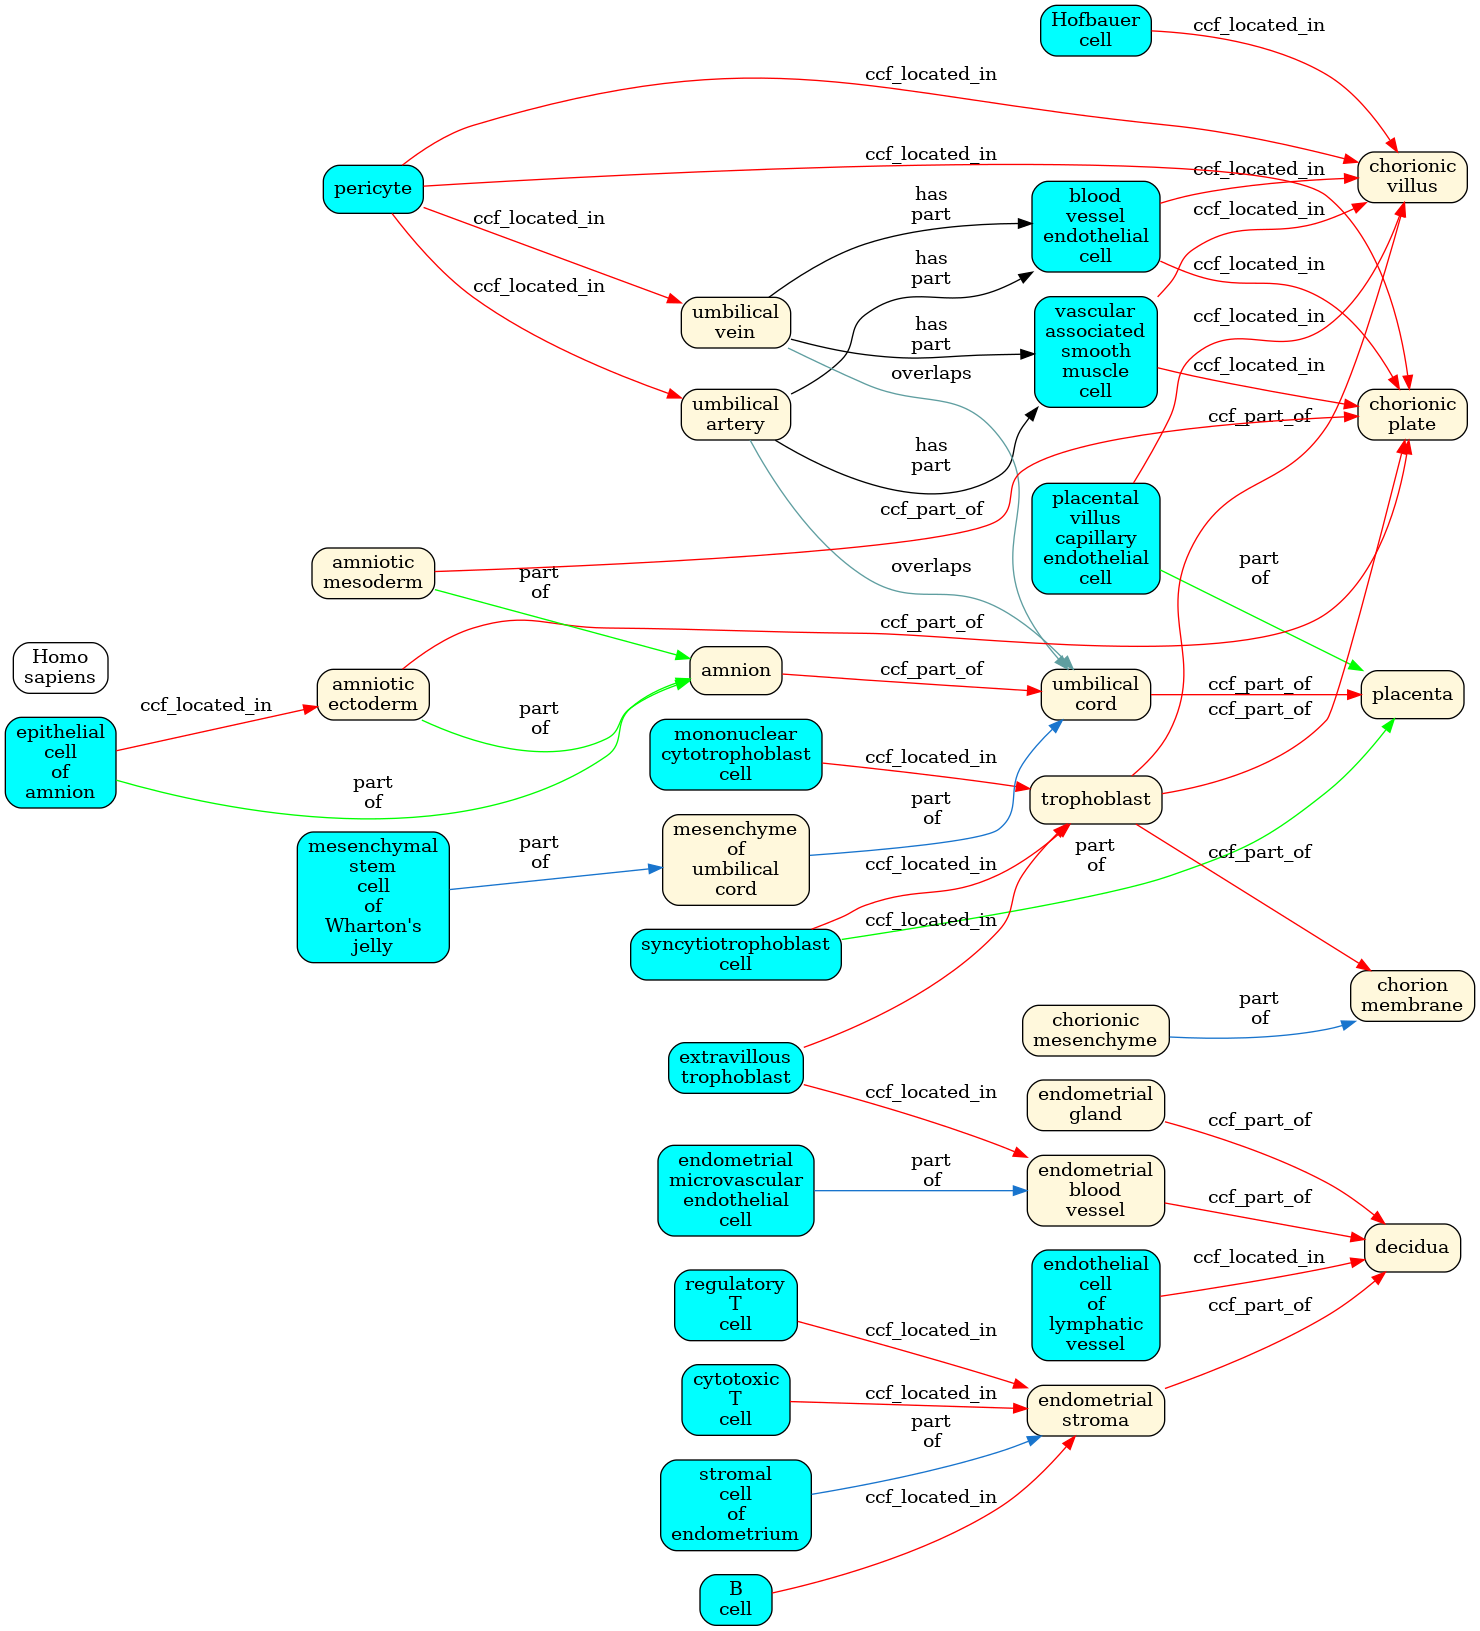 Hofbauer
cell
ccf_located_in
ccf_located_in
pericyte
ccf_located_in
ccf_located_in
ccf_located_in
chorionic
villus
has
part
blood
vessel
endothelial
cell
ccf_located_in
ccf_located_in
ccf_located_in
has
part
ccf_located_in
umbilical
vein
has
part
vascular
associated
smooth
muscle
cell
ccf_located_in
ccf_located_in
overlaps
umbilical
artery
has
part
ccf_part_of
chorionic
plate
ccf_part_of
placental
villus
capillary
endothelial
cell
amniotic
mesoderm
part
of
overlaps
part
of
ccf_part_of
Homo
sapiens
amniotic
ectoderm
amnion
ccf_part_of
umbilical
cord
ccf_part_of
ccf_part_of
placenta
ccf_located_in
part
of
epithelial
cell
of
amnion
part
of
mononuclear
cytotrophoblast
cell
ccf_located_in
trophoblast
part
of
mesenchymal
stem
cell
of
Wharton's
jelly
part
of
mesenchyme
of
umbilical
cord
ccf_located_in
part
of
ccf_part_of
ccf_located_in
syncytiotrophoblast
cell
chorion
membrane
chorionic
mesenchyme
part
of
extravillous
trophoblast
ccf_located_in
endometrial
gland
ccf_part_of
endometrial
microvascular
endothelial
cell
part
of
endometrial
blood
vessel
ccf_part_of
decidua
endothelial
cell
of
lymphatic
vessel
ccf_located_in
ccf_part_of
regulatory
T
cell
ccf_located_in
cytotoxic
T
cell
ccf_located_in
endometrial
stroma
part
of
stromal
cell
of
endometrium
ccf_located_in
B
cell